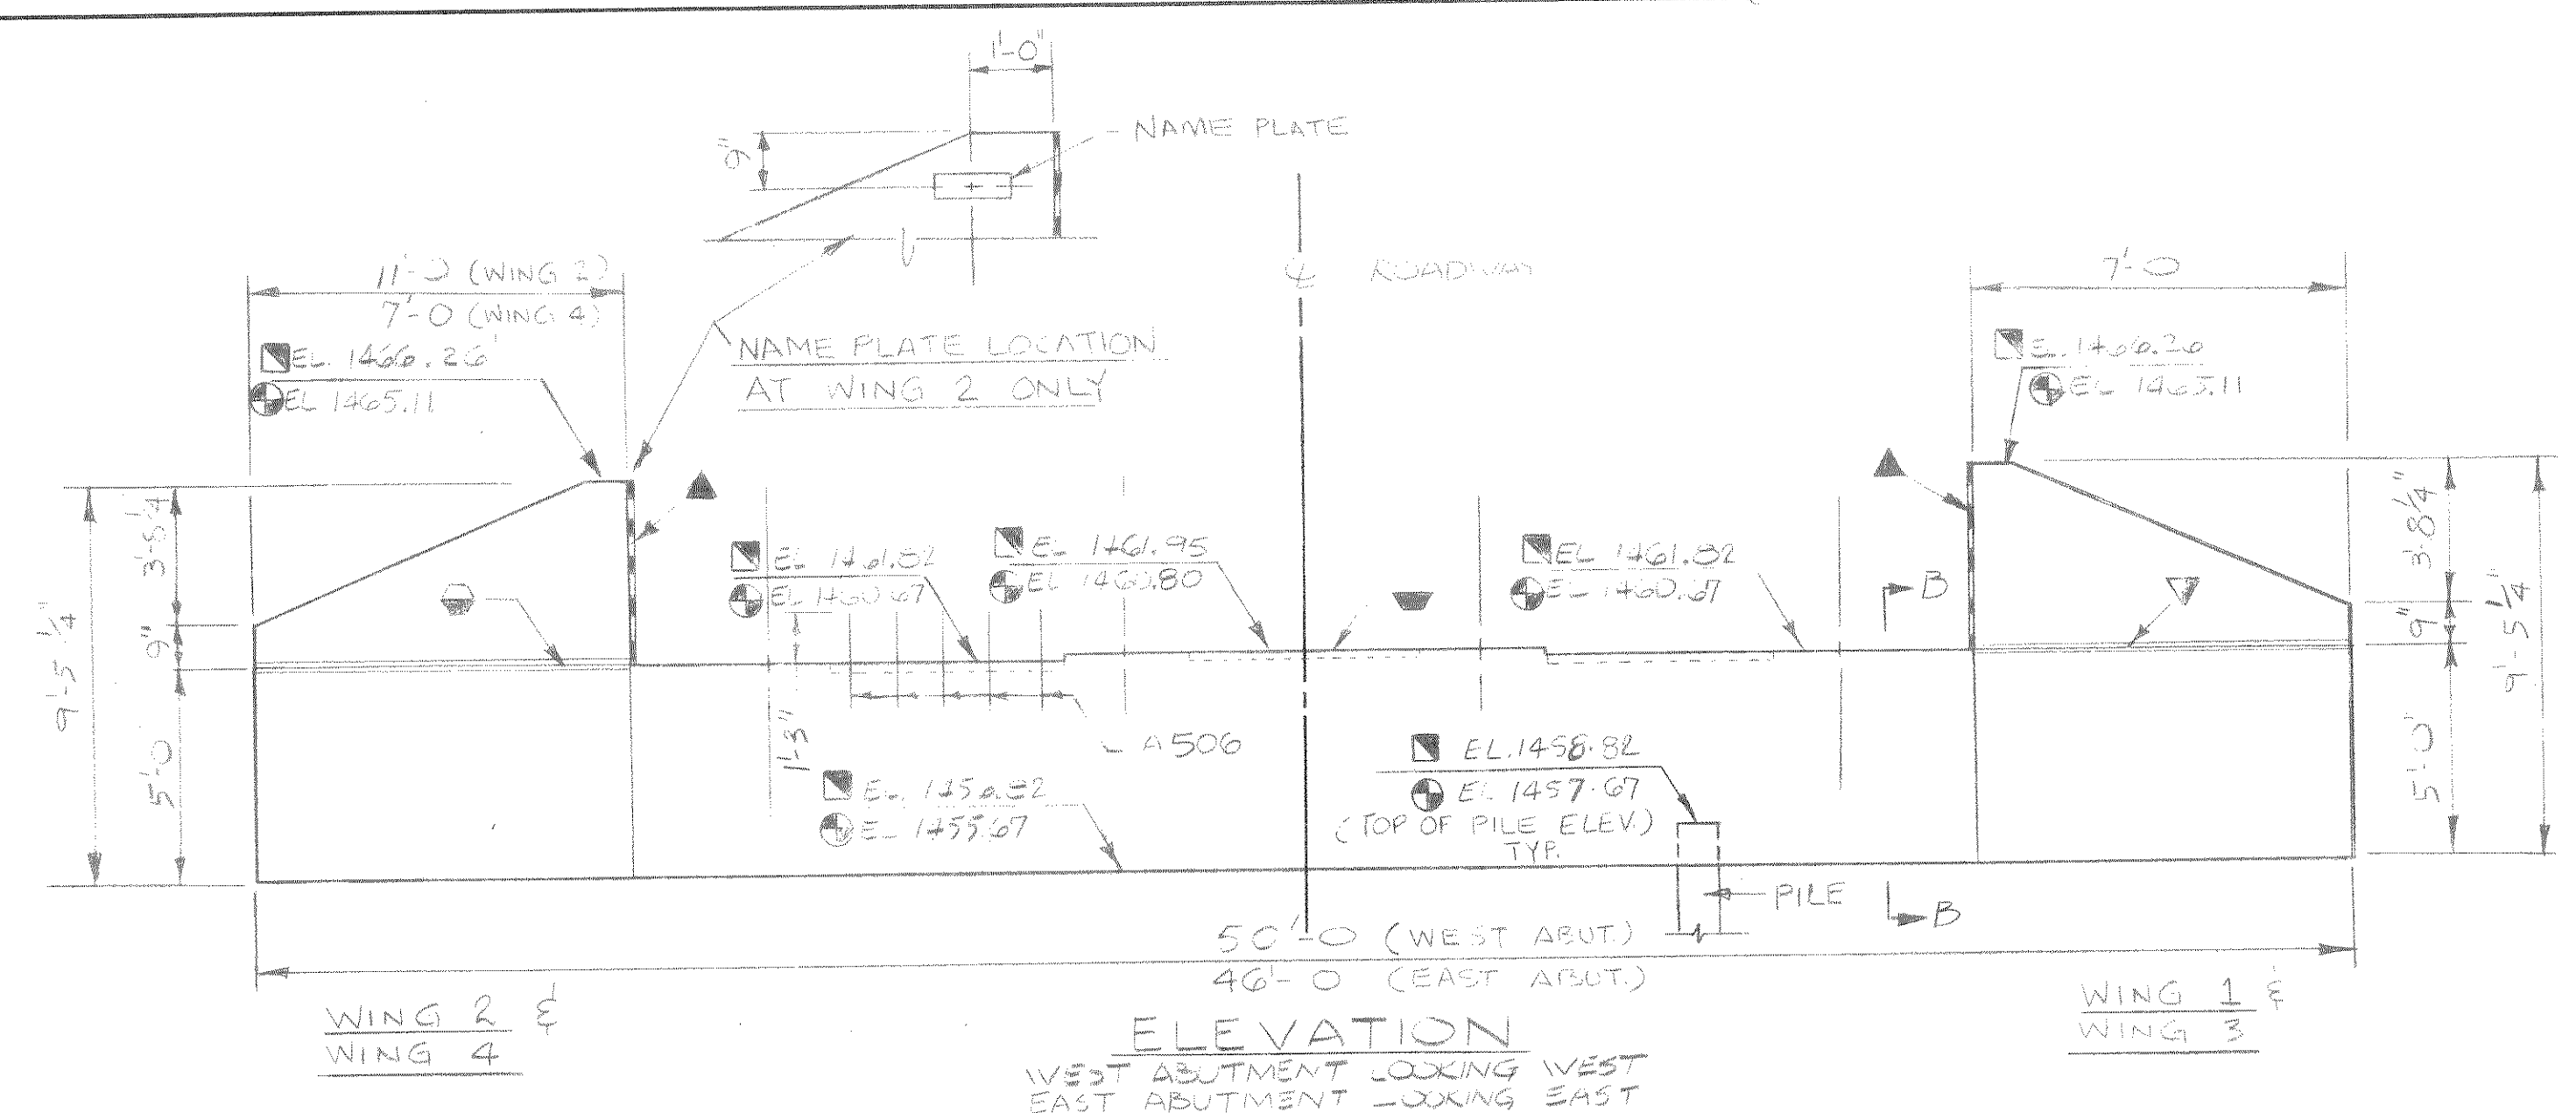 1'-0"
9"
NAME PLATE
℄ ROADWAY
11'-0 (WING 2)
7'-0 (WING 4)
7'-0
EL. 1466.26'
EL 1465.11
NAME PLATE LOCATION
AT WING 2 ONLY
EL. 1466.26
EL 1465.11
9'-5 1/4"
3'-8 1/4"
9"
5'-0"
EL 1461.82
EL 1460.67
EL 1461.95
EL 1460.80
EL 1461.82
EL 1460.67
B
3'-8 1/4"
9"
5'-0"
9'-5 1/4"
1'-3"
A506
EL. 1456.82
EL 1455.67
EL. 1458.82
EL 1457.67
(TOP OF PILE ELEV.)
TYP.
PILE
B
50'-0 (WEST ABUT.)
46'-0 (EAST ABUT.)
WING 2 &
WING 4
WING 1 &
WING 3
ELEVATION
WEST ABUTMENT LOOKING WEST
EAST ABUTMENT LOOKING EAST